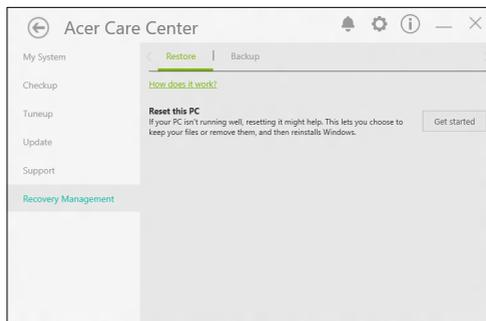 Acer Care Center
My System
Checkup
Tuneup
Update
Support
Recovery Management
Restore | Backup
How does it work?
Reset this PC
If your PC isn't running well, resetting it might help. This lets you choose to
keep your files or remove them, and then reinstalls Windows.
Get started